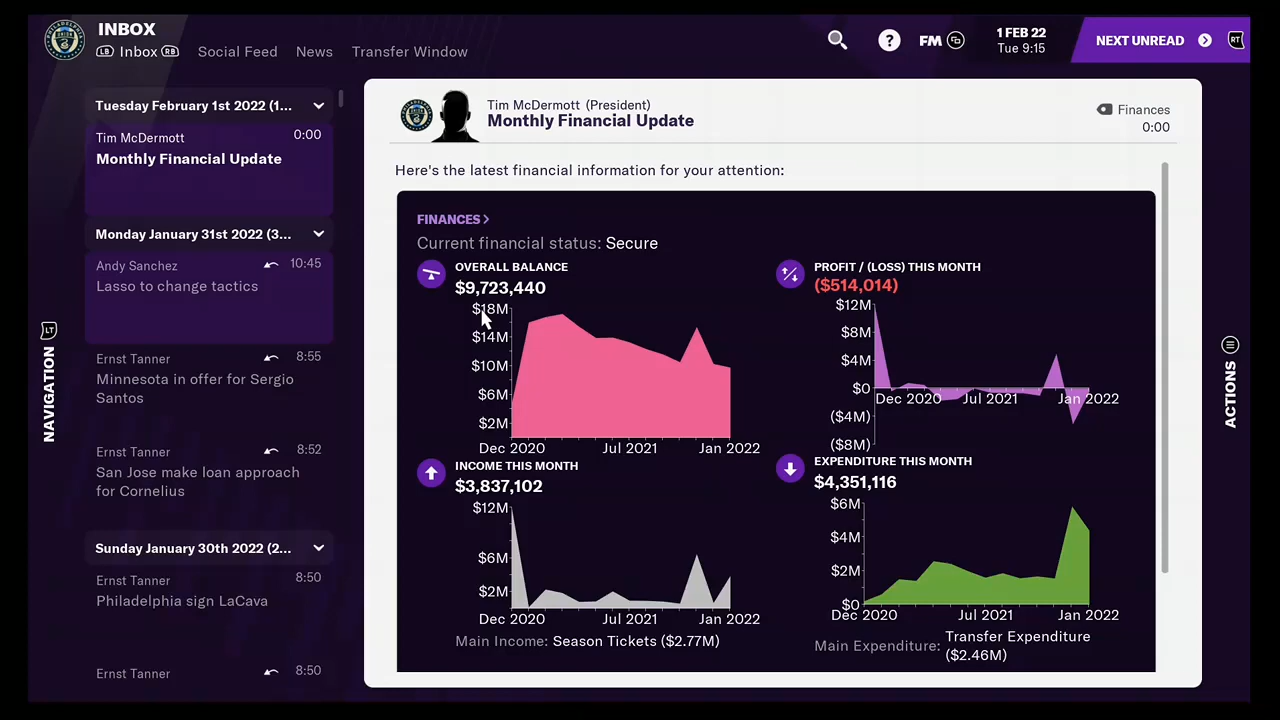 INBOX
LB Inbox RB Social Feed News Transfer Window
FM
1 FEB 22
Tue 9:15
NEXT UNREAD
RT
LT
NAVIGATION
Tuesday February 1st 2022 (1...
Tim McDermott 0:00
Monthly Financial Update
Monday January 31st 2022 (3...
Andy Sanchez 10:45
Lasso to change tactics
Ernst Tanner 8:55
Minnesota in offer for Sergio
Santos
Ernst Tanner 8:52
San Jose make loan approach
for Cornelius
Sunday January 30th 2022 (2...
Ernst Tanner 8:50
Philadelphia sign LaCava
Ernst Tanner 8:50
Tim McDermott (President)
Monthly Financial Update
Finances
0:00
Here's the latest financial information for your attention:
FINANCES >
Current financial status: Secure
OVERALL BALANCE
$9,723,440
$18M
$14M
$10M
$6M
$2M
Dec 2020 Jul 2021 Jan 2022
PROFIT / (LOSS) THIS MONTH
($514,014)
$12M
$8M
$4M
$0
($4M)
($8M)
Dec 2020 Jul 2021 Jan 2022
INCOME THIS MONTH
$3,837,102
$12M
$6M
$2M
Dec 2020 Jul 2021 Jan 2022
Main Income: Season Tickets ($2.77M)
EXPENDITURE THIS MONTH
$4,351,116
$6M
$4M
$2M
$0
Dec 2020 Jul 2021 Jan 2022
Main Expenditure: Transfer Expenditure
($2.46M)
ACTIONS